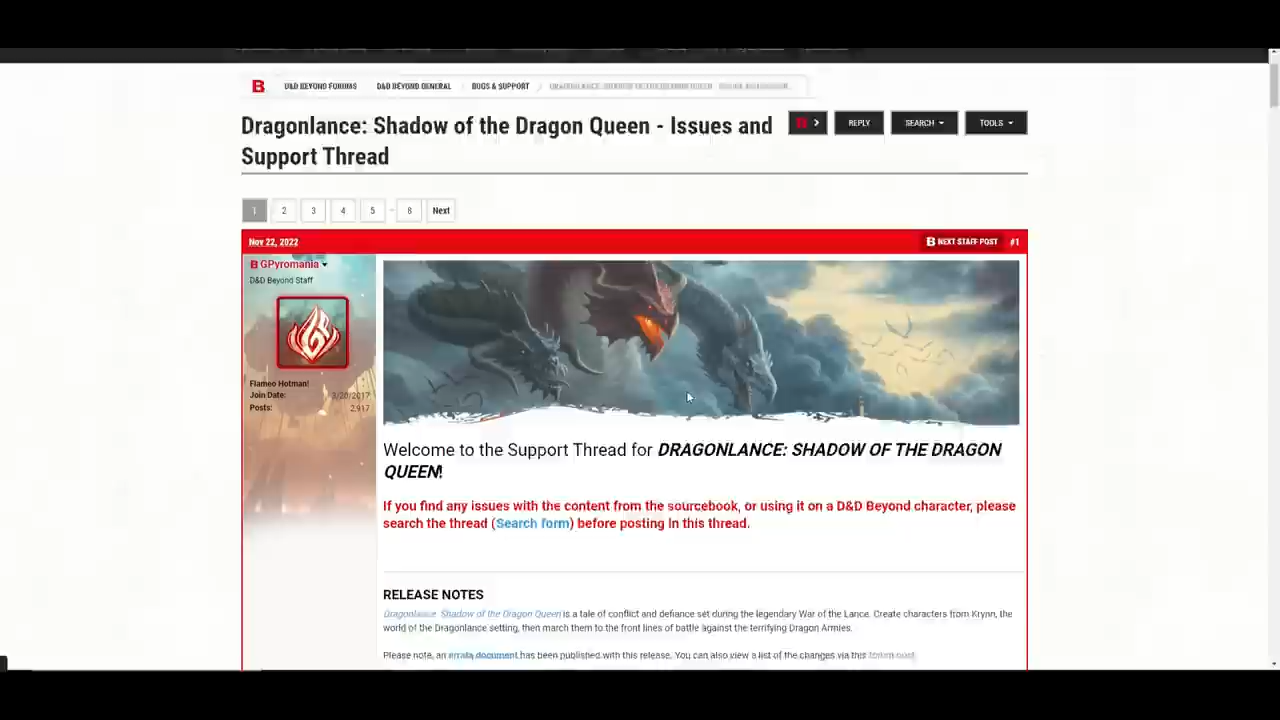 B D&D BEYOND FORUMS D&D BEYOND GENERAL BUGS & SUPPORT
Dragonlance: Shadow of the Dragon Queen - Issues and
Support Thread
REPLY SEARCH TOOLS
1 2 3 4 5 8 Next
Nov 22, 2022 NEXT STAFF POST #1
GPyromania
D&D Beyond Staff
Flameo Hotman!
Join Date: 3/20/2017
Posts: 2,917
Welcome to the Support Thread for DRAGONLANCE: SHADOW OF THE DRAGON
QUEEN!
If you find any issues with the content from the sourcebook, or using it on a D&D Beyond character, please
search the thread (Search form) before posting in this thread.
RELEASE NOTES
Dragonlance: Shadow of the Dragon Queen is a tale of conflict and defiance set during the legendary War of the Lance. Create characters from Krynn, the
world of the Dragonlance setting, then march them to the front lines of battle against the terrifying Dragon Armies.
Please note, an errata document has been published with this release. You can also view a list of the changes via this forum post